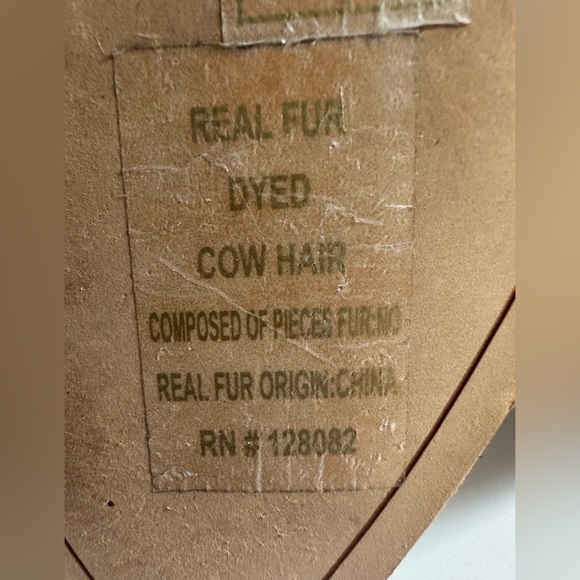 REAL FUR
DYED
COW HAIR
COMPOSED OF PIECES FUR:NO
REAL FUR ORIGIN:CHINA
RN # 128082